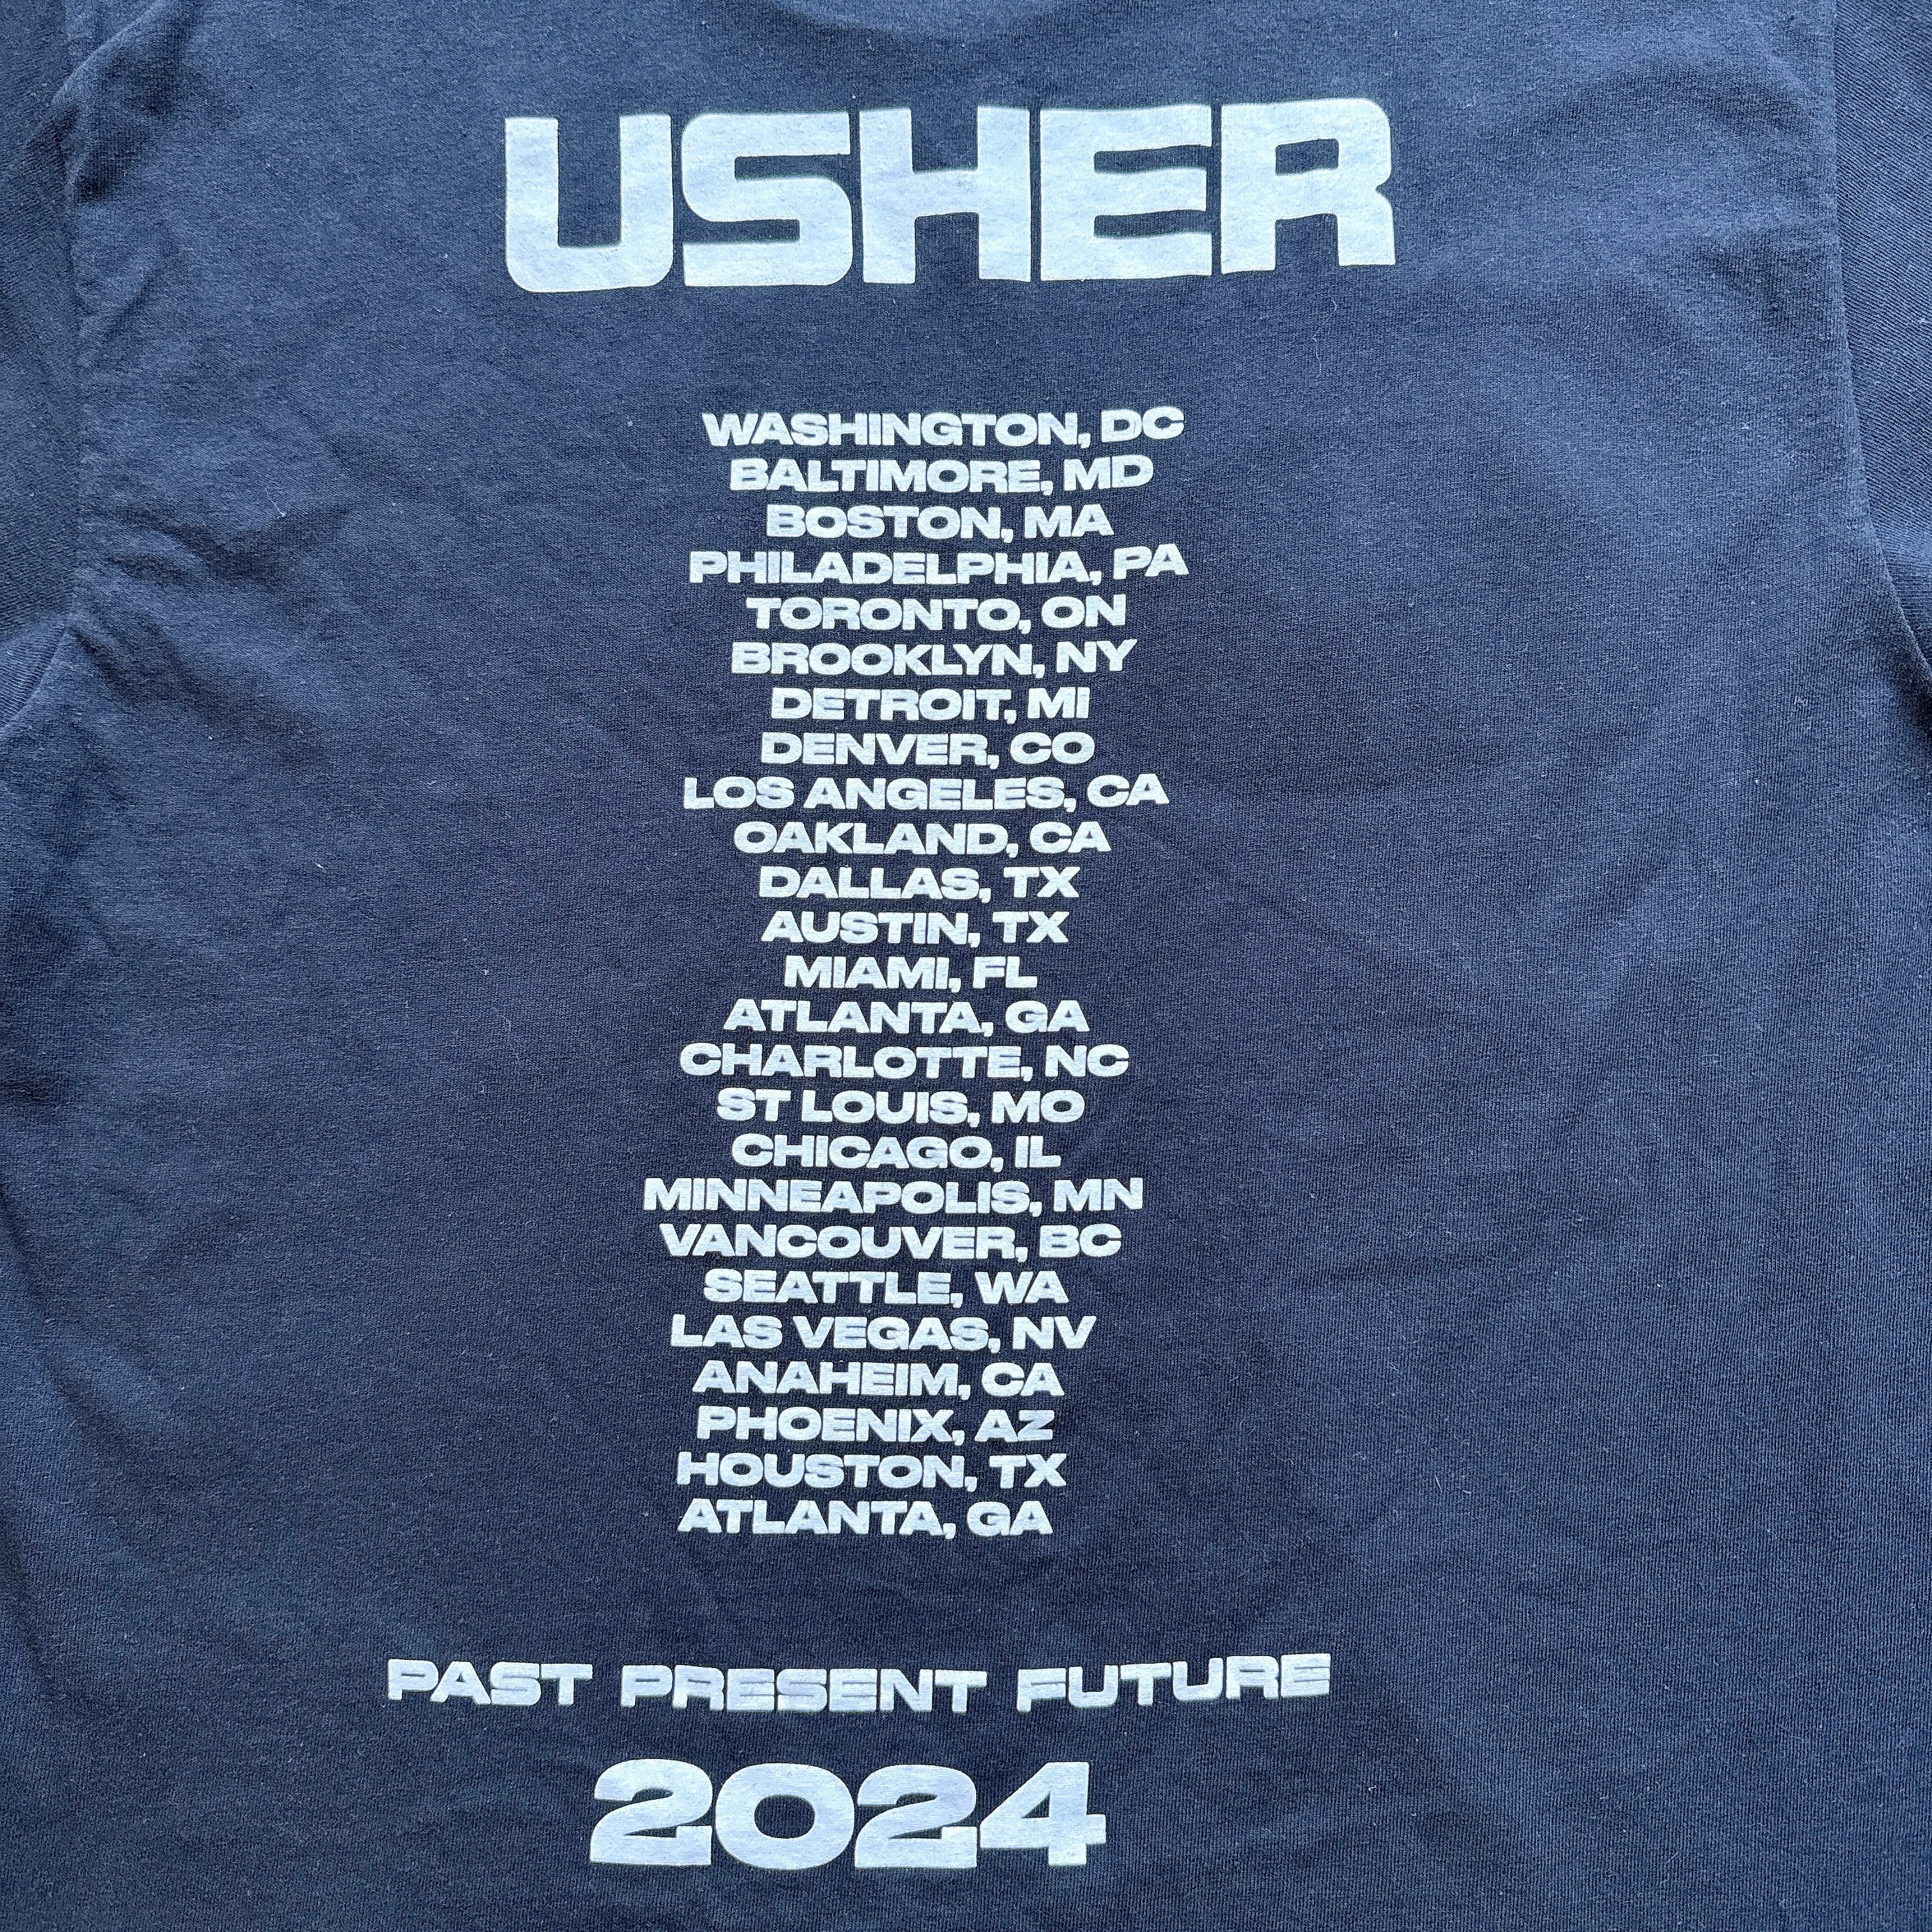 USHER
WASHINGTON, DC
BALTIMORE, MD
BOSTON, MA
PHILADELPHIA, PA
TORONTO, ON
BROOKLYN, NY
DETROIT, MI
DENVER, CO
LOS ANGELES, CA
OAKLAND, CA
DALLAS, TX
AUSTIN, TX
MIAMI, FL
ATLANTA, GA
CHARLOTTE, NC
ST LOUIS, MO
CHICAGO, IL
MINNEAPOLIS, MN
VANCOUVER, BC
SEATTLE, WA
LAS VEGAS, NV
ANAHEIM, CA
PHOENIX, AZ
HOUSTON, TX
ATLANTA, GA
PAST PRESENT FUTURE
2024